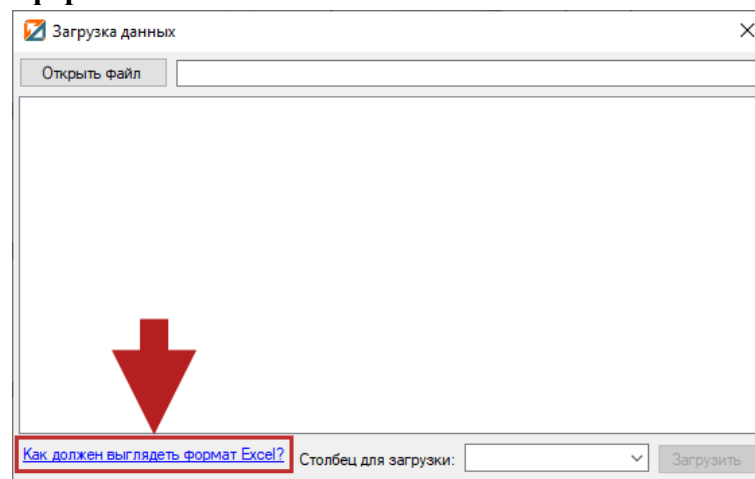 Загрузка данных
Открыть файл
Как должен выглядеть формат Excel? Столбец для загрузки: Загрузить